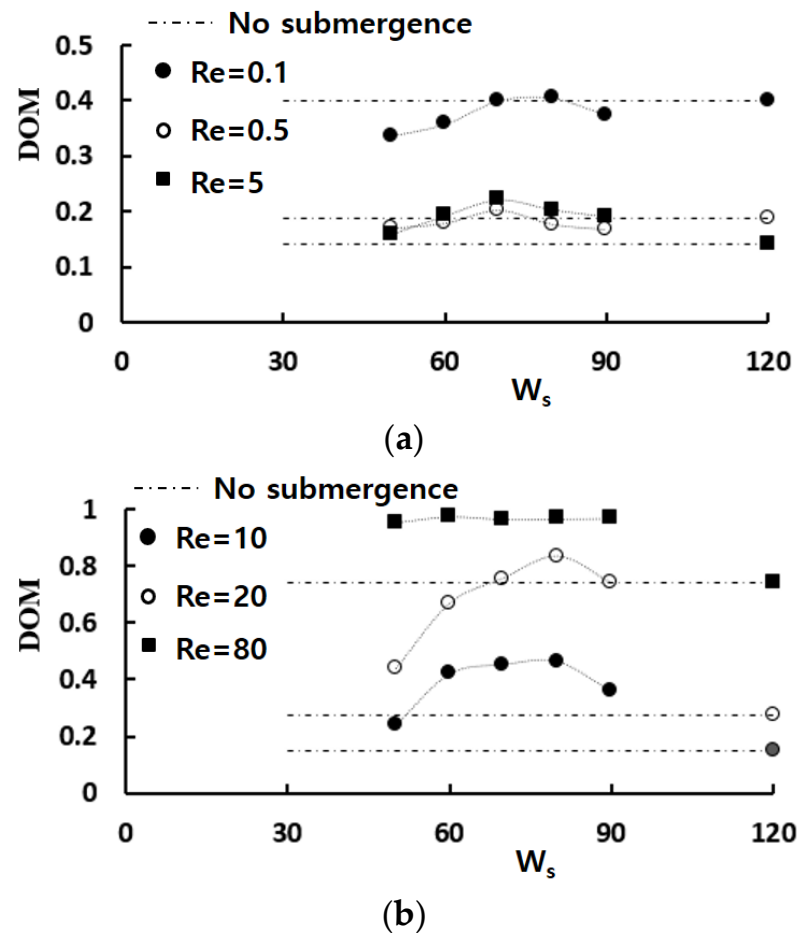 No submergence
0.5
Re=0.1
0.4
Re=0.5
0.3
Re=5
0.2
0.1
0
DOM
0 30 60 90 120
Ws
(a)
No submergence
1
Re=10
0.8
Re=20
0.6
Re=80
0.4
0.2
0
DOM
0 30 60 90 120
Ws
(b)